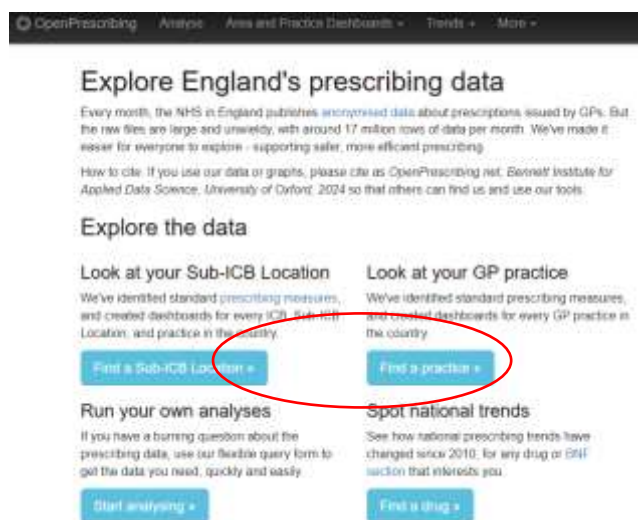 OpenPrescribing Analyse Area and Practice Dashboards Trends More
Explore England's prescribing data
Every month, the NHS in England publishes anonymised data about prescriptions issued by GPs. But
the raw files are large and unwieldy, with around 17 million rows of data per month. We've made it
easier for everyone to explore - supporting safer, more efficient prescribing.
How to cite: If you use our data or graphs, please cite as OpenPrescribing.net, Bennett Institute for
Applied Data Science, University of Oxford, 2024 so that others can find us and use our tools.
Explore the data
Look at your Sub-ICB Location
We've identified standard prescribing measures,
and created dashboards for every ICB, Sub-ICB
Location, and practice in the country.
Find a Sub-ICB Location »
Look at your GP practice
We've identified standard prescribing measures,
and created dashboards for every GP practice in
the country.
Find a practice »
Run your own analyses
If you have a burning question about the
prescribing data, use our flexible query form to
get the data you need, quickly and easily.
Start analysing »
Spot national trends
See how national prescribing trends have
changed since 2010, for any drug or BNF
section that interests you.
Find a drug »